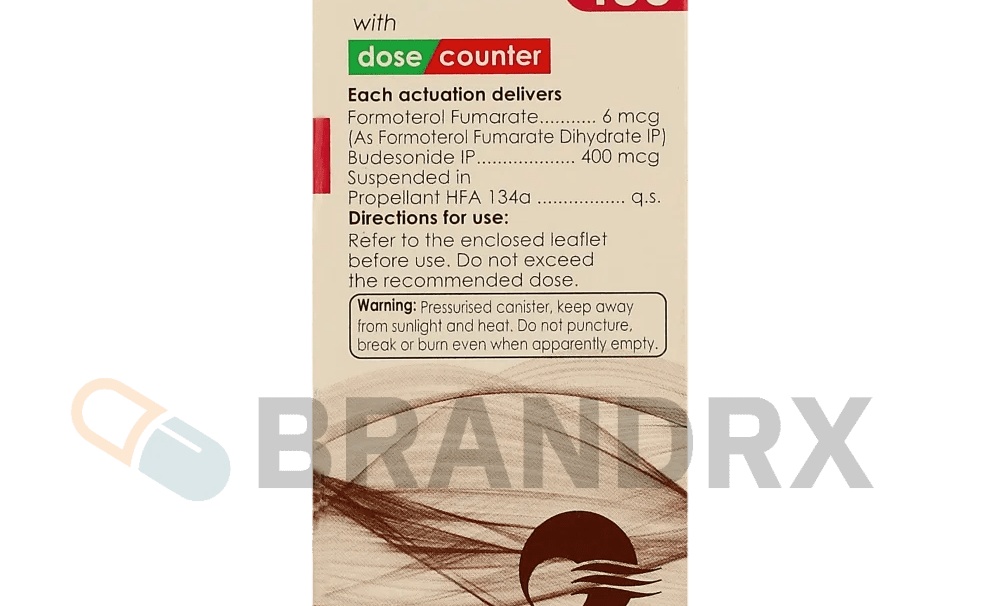 with
dose counter
Each actuation delivers
Formoterol Fumarate........... 6 mcg
(As Formoterol Fumarate Dihydrate IP)
Budesonide IP................... 400 mcg
Suspended in
Propellant HFA 134a ................. q.s.
Directions for use:
Refer to the enclosed leaflet
before use. Do not exceed
the recommended dose.
Warning: Pressurised canister, keep away
from sunlight and heat. Do not puncture,
break or burn even when apparently empty.
BRANDRX